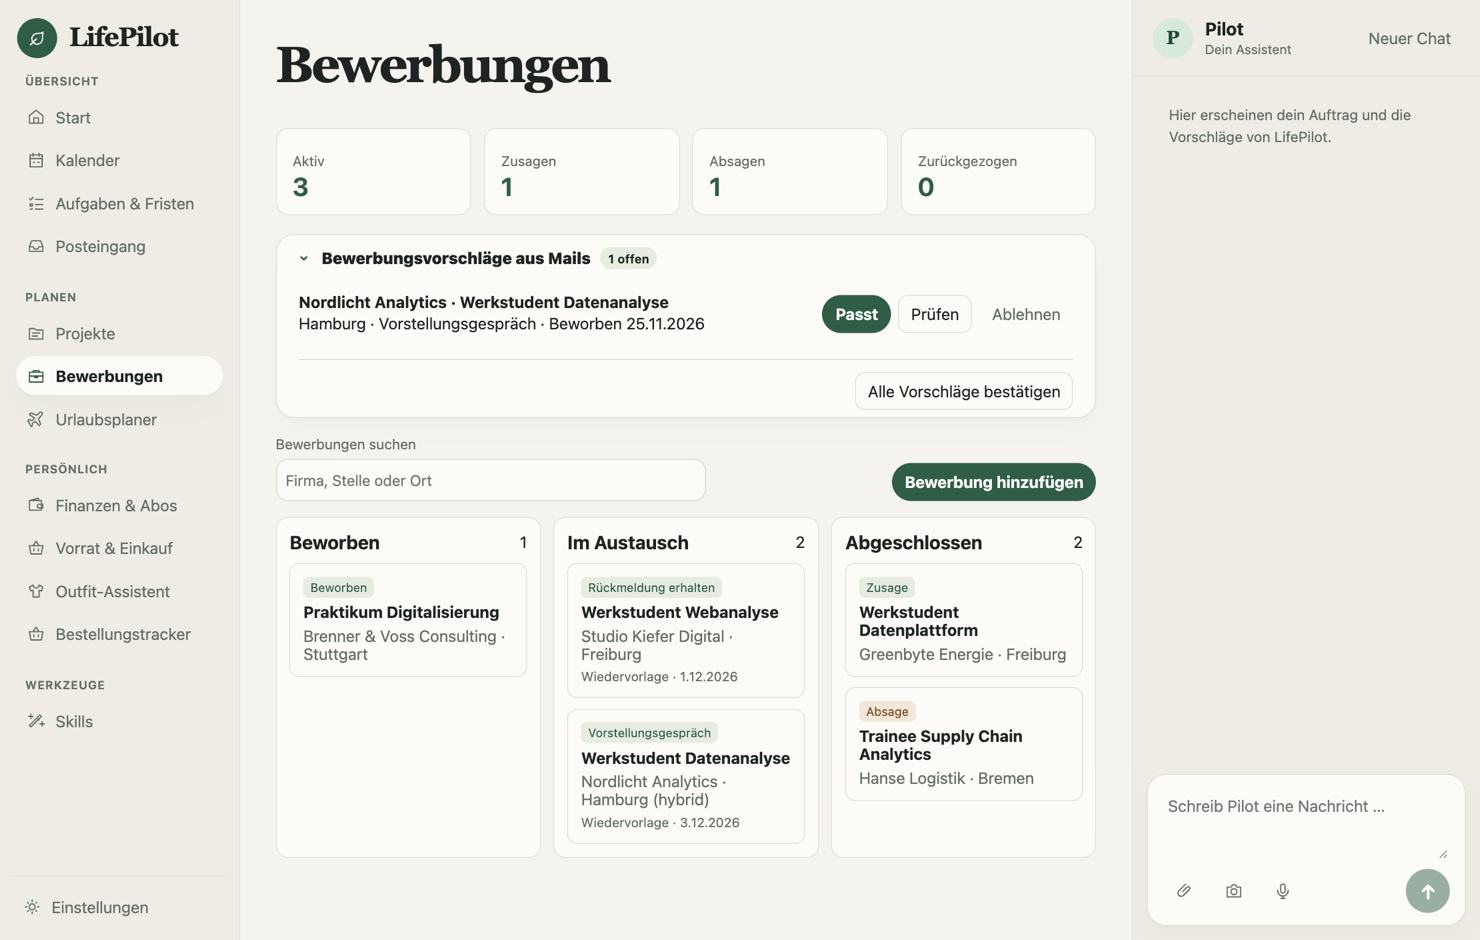 LifePilot
ÜBERSICHT
Start
Kalender
Aufgaben & Fristen
Posteingang
PLANEN
Projekte
Bewerbungen
Urlaubsplaner
PERSÖNLICH
Finanzen & Abos
Vorrat & Einkauf
Outfit-Assistent
Bestellungstracker
WERKZEUGE
Skills
Einstellungen
Bewerbungen
Aktiv
3
Zusagen
1
Absagen
1
Zurückgezogen
0
Bewerbungsvorschläge aus Mails 1 offen
Nordlicht Analytics · Werkstudent Datenanalyse
Hamburg · Vorstellungsgespräch · Beworben 25.11.2026
Passt Prüfen Ablehnen
Alle Vorschläge bestätigen
Bewerbungen suchen
Firma, Stelle oder Ort
Bewerbung hinzufügen
Beworben 1
Beworben
Praktikum Digitalisierung
Brenner & Voss Consulting ·
Stuttgart
Im Austausch 2
Rückmeldung erhalten
Werkstudent Webanalyse
Studio Kiefer Digital ·
Freiburg
Wiedervorlage · 1.12.2026
Vorstellungsgespräch
Werkstudent Datenanalyse
Nordlicht Analytics ·
Hamburg (hybrid)
Wiedervorlage · 3.12.2026
Abgeschlossen 2
Zusage
Werkstudent
Datenplattform
Greenbyte Energie · Freiburg
Absage
Trainee Supply Chain
Analytics
Hanse Logistik · Bremen
P
Pilot
Dein Assistent
Neuer Chat
Hier erscheinen dein Auftrag und die
Vorschläge von LifePilot.
Schreib Pilot eine Nachricht ...